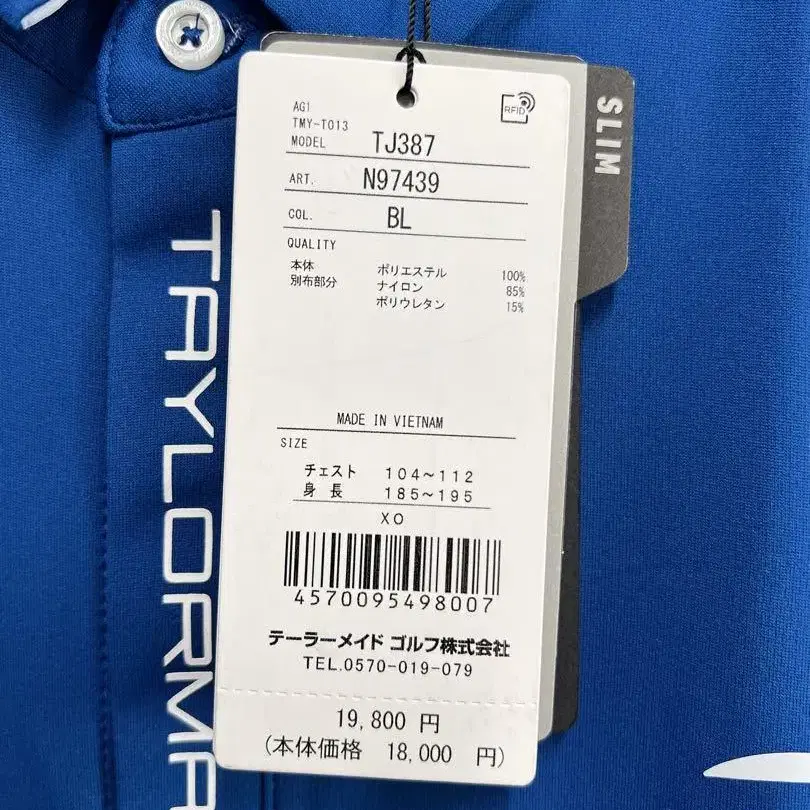 AG1
TMY-T013
MODEL TJ387
RFID
ART. N97439
COL. BL
QUALITY
本体 ポリエステル 100%
別布部分 ナイロン 85%
ポリウレタン 15%
MADE IN VIETNAM
SIZE
チェスト 104~112
身長 185~195
XO
4570095498007
テーラーメイド ゴルフ株式会社
TEL.0570-019-079
19,800 円
(本体価格 18,000 円)
SLIM
TAYLORMA